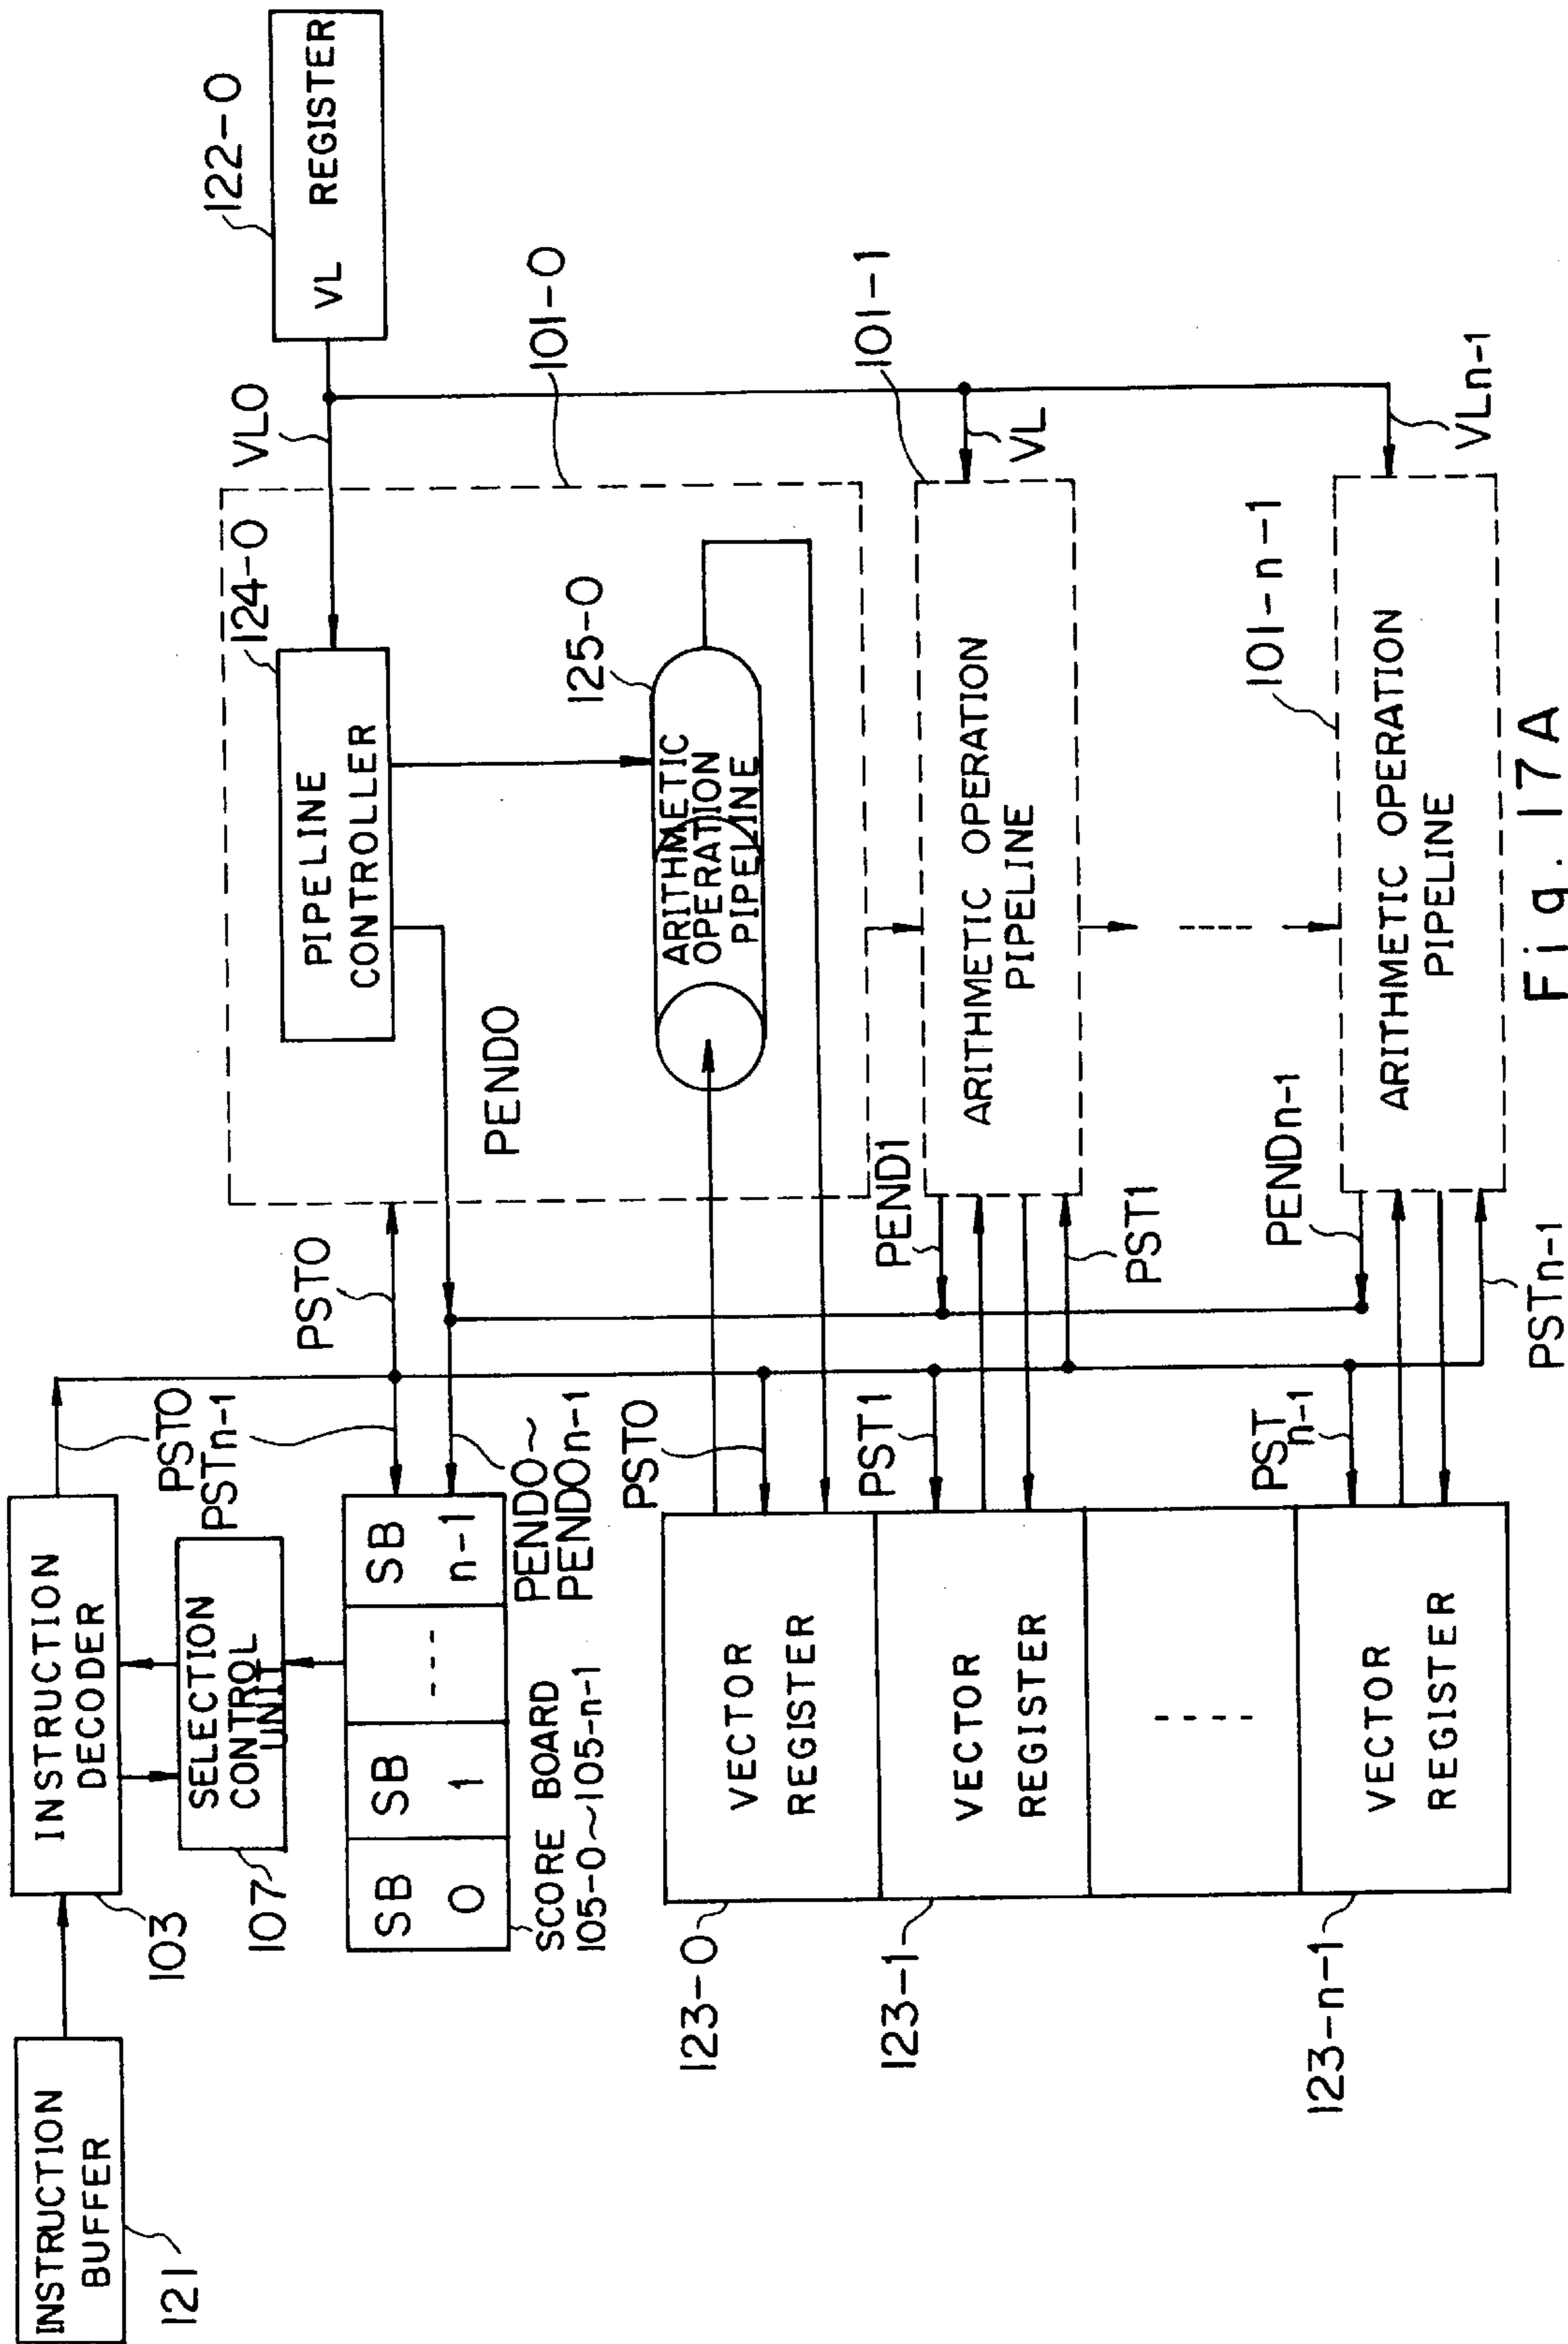 INSTRUCTION
BUFFER
121
INSTRUCTION
DECODER
103
SELECTION
CONTROL
UNIT
107
PST0
PSTn-1
SB
0
SB
1
----
SB
n-1
SCORE BOARD
105-0~105-n-1
PEND0~
PEND0n-1
PST0
PEND0
PIPELINE
CONTROLLER
124-0
VL0
VL REGISTER
122-0
101-0
ARITHMETIC
OPERATION
PIPELINE
125-0
VECTOR
REGISTER
123-0
PST0
VECTOR
REGISTER
123-1
PST1
PEND1
PST1
ARITHMETIC OPERATION
PIPELINE
101-1
VL
-----
----
VECTOR
REGISTER
123-n-1
PST
n-1
PENDn-1
PSTn-1
ARITHMETIC OPERATION
PIPELINE
101-n-1
VLn-1
Fig. 17A